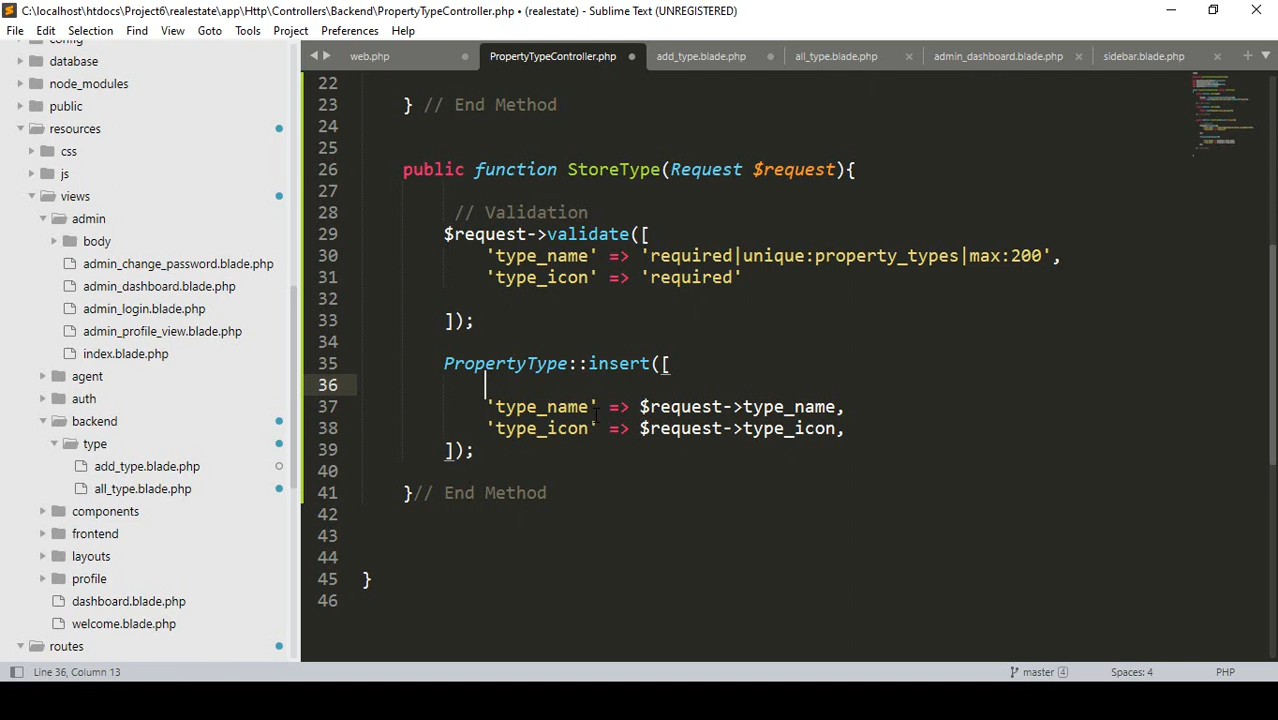 C:\localhost\htdocs\Project6\realestate\app\Http\Controllers\Backend\PropertyTypeController.php • (realestate) - Sublime Text (UNREGISTERED)
File Edit Selection Find View Goto Tools Project Preferences Help
web.php PropertyTypeController.php add_type.blade.php all_type.blade.php admin_dashboard.blade.php sidebar.blade.php
config
database
node_modules
public
resources
css
js
views
admin
body
admin_change_password.blade.php
admin_dashboard.blade.php
admin_login.blade.php
admin_profile_view.blade.php
index.blade.php
agent
auth
backend
type
add_type.blade.php
all_type.blade.php
components
frontend
layouts
profile
dashboard.blade.php
welcome.blade.php
routes
22
23 } // End Method
24
25
26 public function StoreType(Request $request){
27
28 // Validation
29 $request->validate([
30 'type_name' => 'required|unique:property_types|max:200',
31 'type_icon' => 'required'
32
33 ]);
34
35 PropertyType::insert([
36
37 'type_name' => $request->type_name,
38 'type_icon' => $request->type_icon,
39 ]);
40
41 }// End Method
42
43
44
45 }
46
Line 36, Column 13 master 4 Spaces: 4 PHP